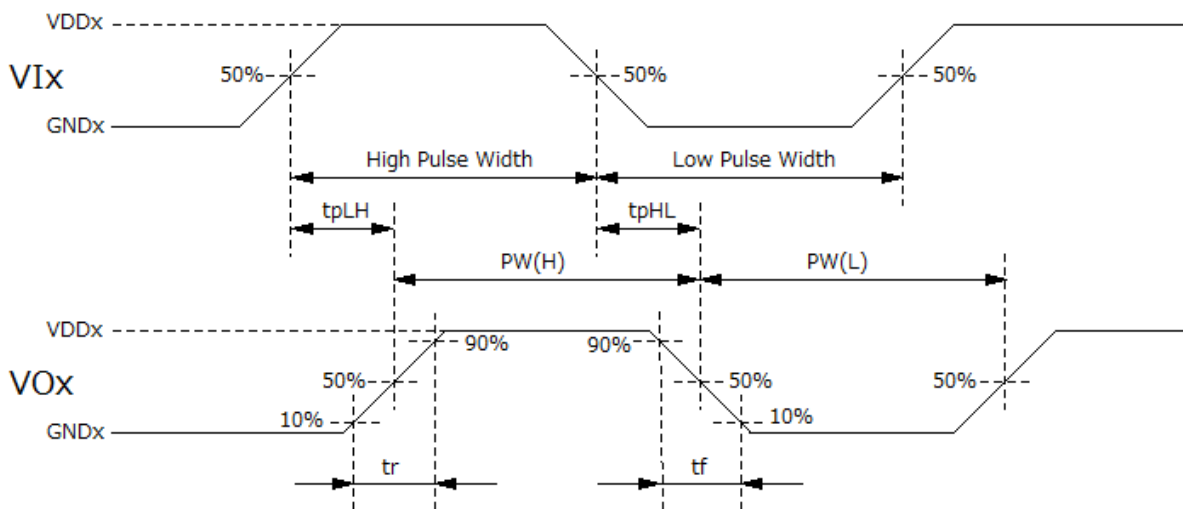 VDDx
VIx
50%
50%
50%
GNDx
High Pulse Width
Low Pulse Width
tpLH
tpHL
PW(H)
PW(L)
VDDx
90%
90%
VOx
50%
50%
50%
10%
10%
GNDx
tr
tf